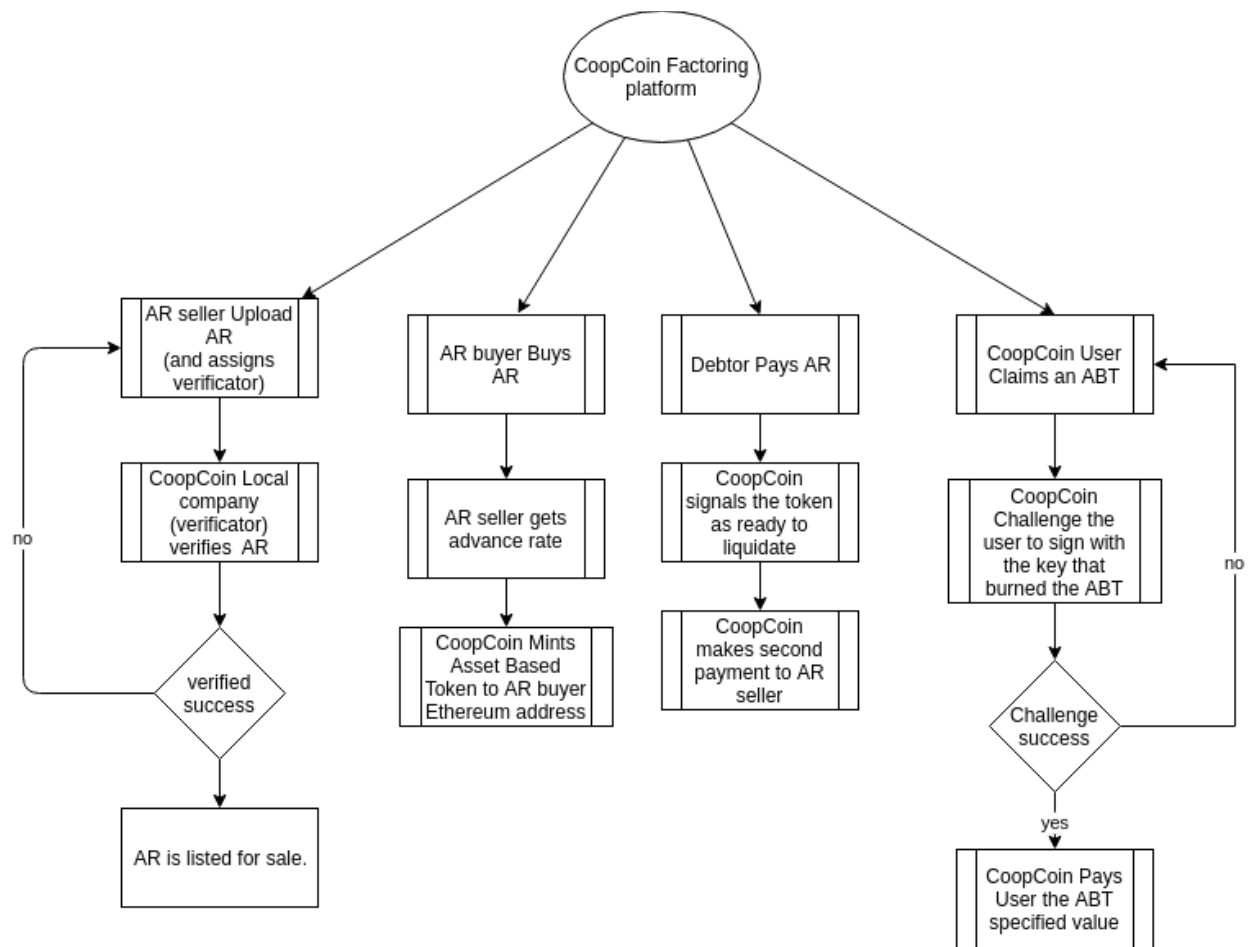 CoopCoin Factoring
platform
AR seller Upload
AR
(and assigns
verificator)
CoopCoin Local
company
(verificator)
verifies AR
no
verified
success
AR is listed for sale.
AR buyer Buys
AR
AR seller gets
advance rate
CoopCoin Mints
Asset Based
Token to AR buyer
Ethereum address
Debtor Pays AR
CoopCoin
signals the token
as ready to
liquidate
CoopCoin
makes second
payment to AR
seller
CoopCoin User
Claims an ABT
CoopCoin
Challenge the
user to sign with
the key that
burned the ABT
no
Challenge
success
yes
CoopCoin Pays
User the ABT
specified value